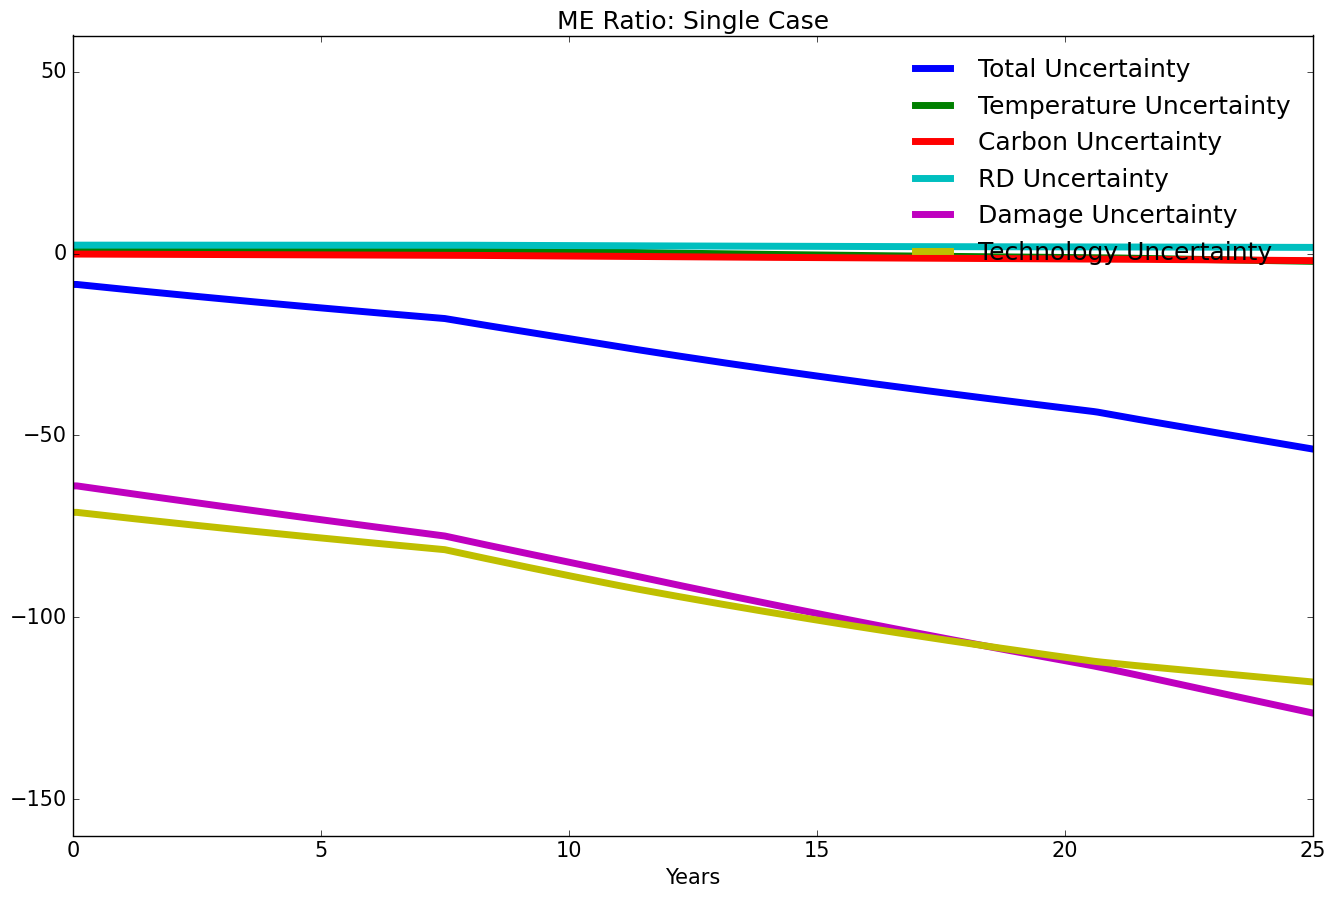 ME Ratio: Single Case
Total Uncertainty
Temperature Uncertainty
Carbon Uncertainty
RD Uncertainty
Damage Uncertainty
Technology Uncertainty
50
0
−50
−100
−150
0 5 10 15 20 25
Years